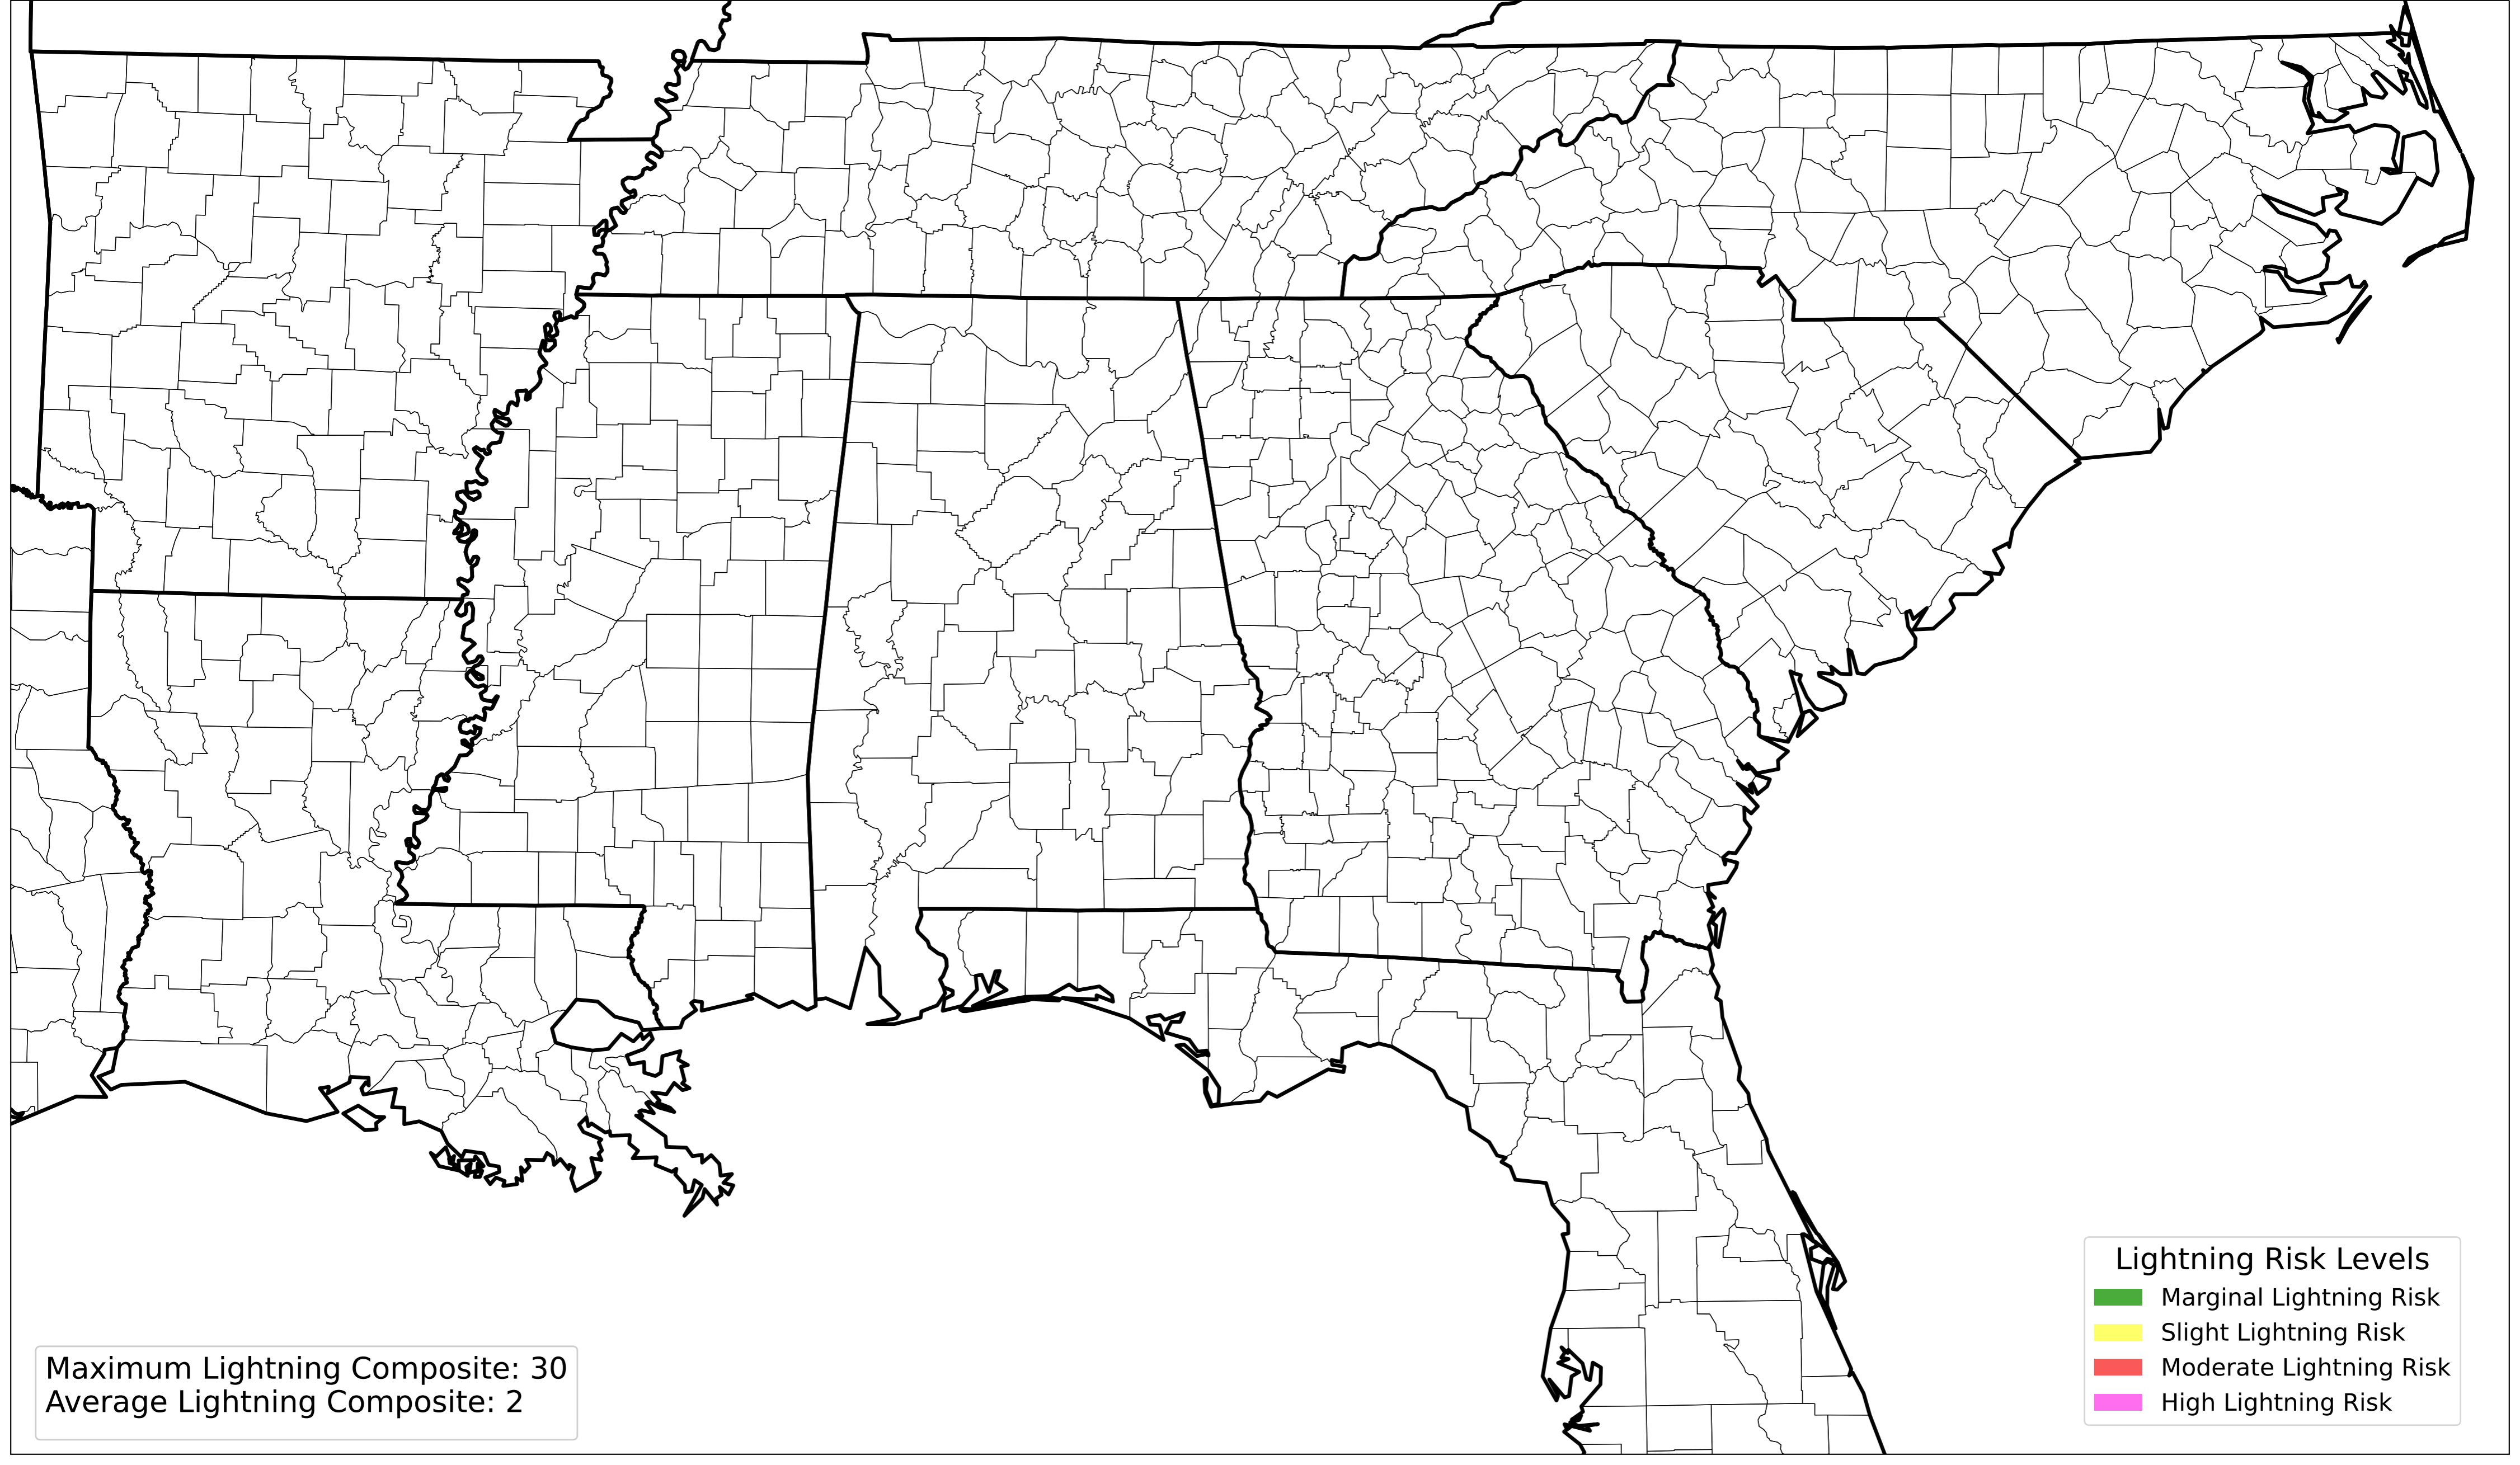 Maximum Lightning Composite: 30
Average Lightning Composite: 2
Lightning Risk Levels
Marginal Lightning Risk
Slight Lightning Risk
Moderate Lightning Risk
High Lightning Risk